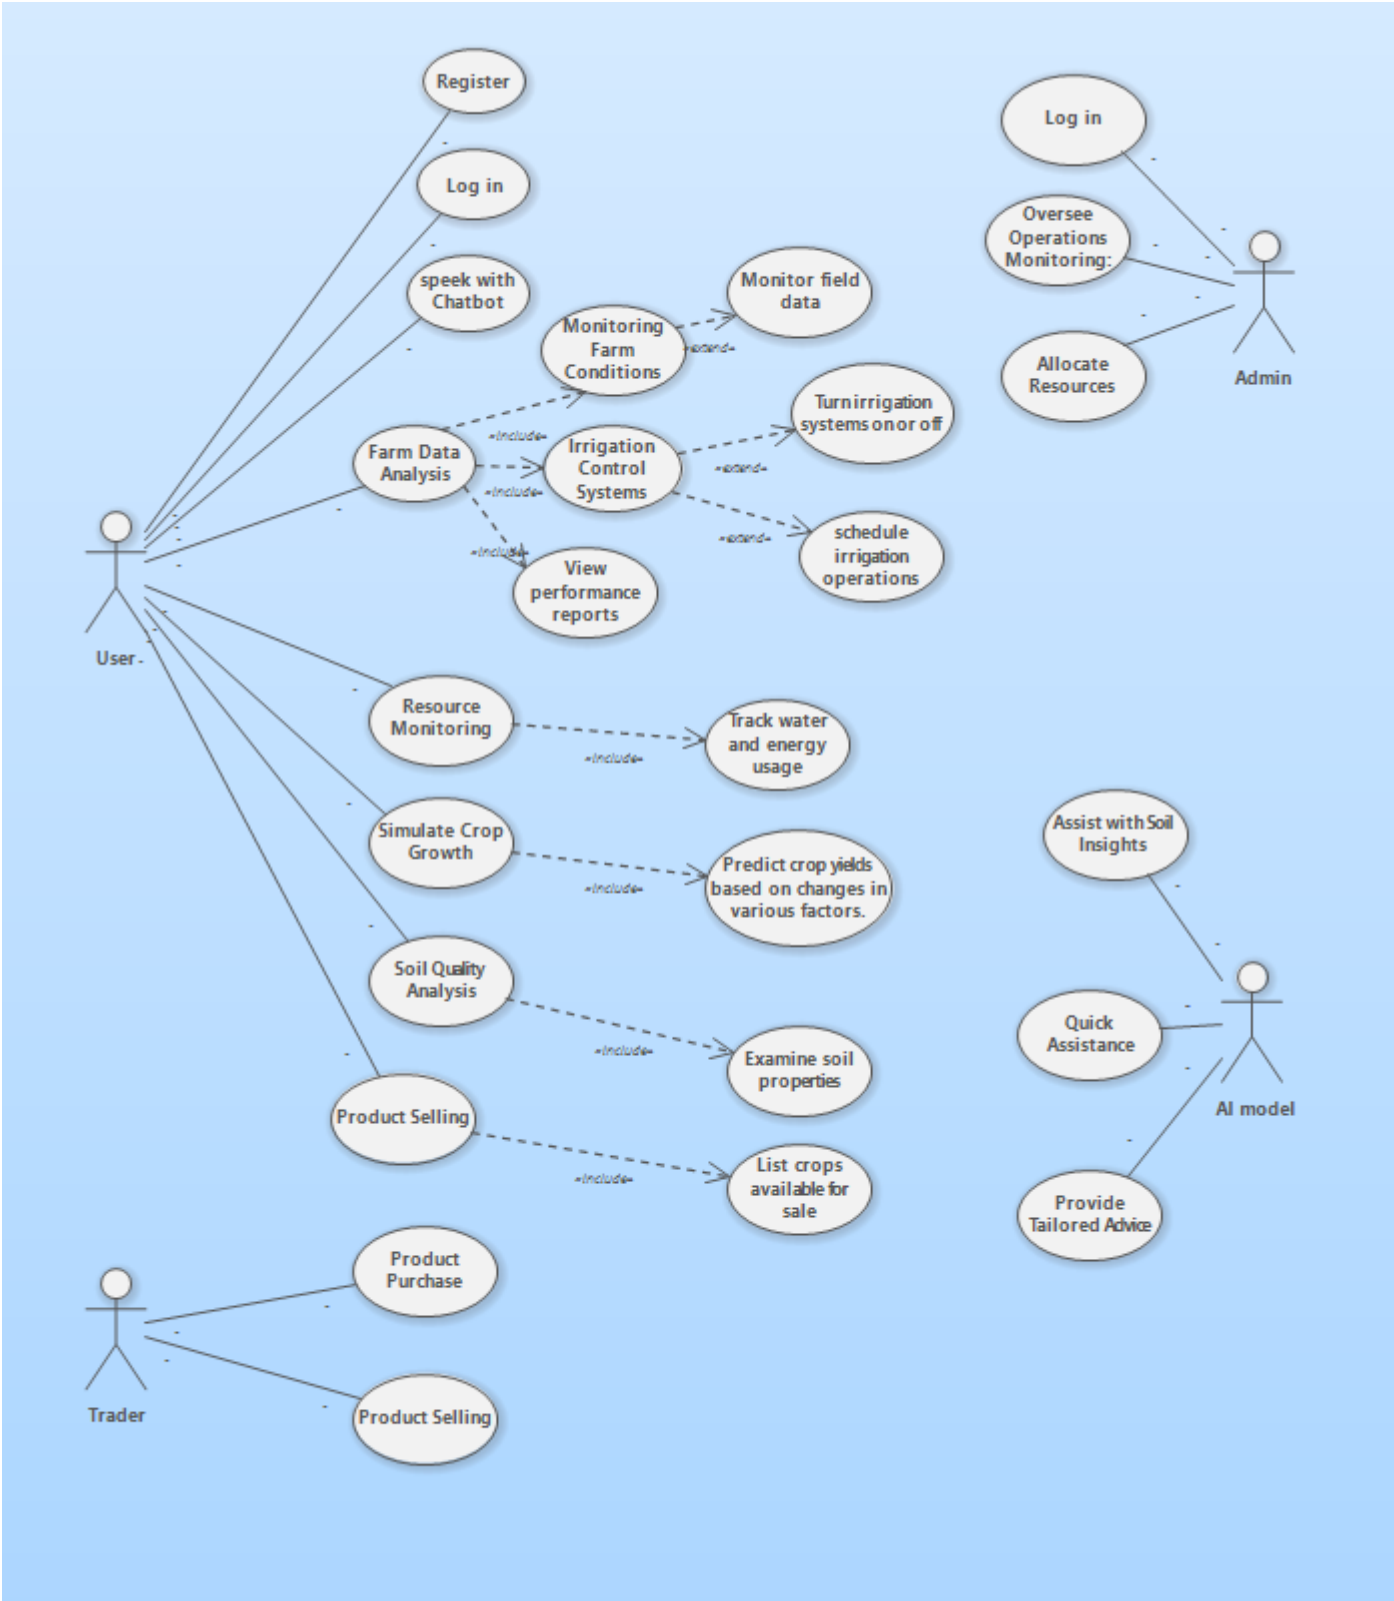 Register
Log in
speek with
Chatbot
Monitoring
Farm
Conditions
Monitor field
data
«extend»
Farm Data
Analysis
«include»
Irrigation
Control
Systems
«include»
Turn irrigation
systems on or off
«extend»
schedule
irrigation
operations
«extend»
«include»
View
performance
reports
User
Resource
Monitoring
«include»
Track water
and energy
usage
Simulate Crop
Growth
«include»
Predict crop yields
based on changes in
various factors.
Soil Quality
Analysis
«include»
Examine soil
properties
Product Selling
«include»
List crops
available for
sale
Product
Purchase
Product Selling
Trader
Log in
Oversee
Operations
Monitoring:
Allocate
Resources
Admin
Assist with Soil
Insights
Quick
Assistance
Provide
Tailored Advice
AI model